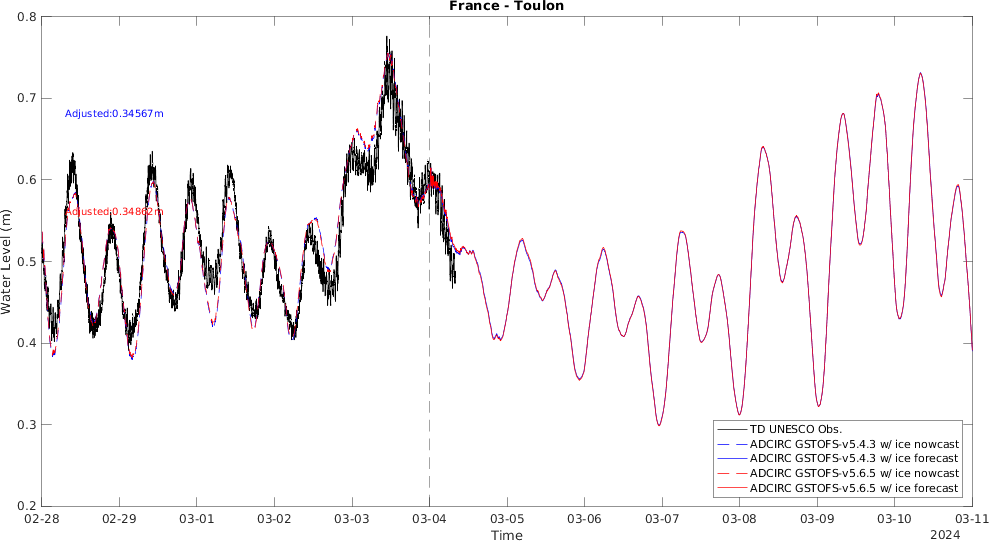 France - Toulon
0.8
0.7
0.6
0.5
0.4
0.3
0.2
Water Level (m)
Adjusted:0.34567m
Adjusted:0.34862m
TD UNESCO Obs.
ADCIRC GSTOFS-v5.4.3 w/ ice nowcast
ADCIRC GSTOFS-v5.4.3 w/ ice forecast
ADCIRC GSTOFS-v5.6.5 w/ ice nowcast
ADCIRC GSTOFS-v5.6.5 w/ ice forecast
02-28 02-29 03-01 03-02 03-03 03-04 03-05 03-06 03-07 03-08 03-09 03-10 03-11
Time
2024